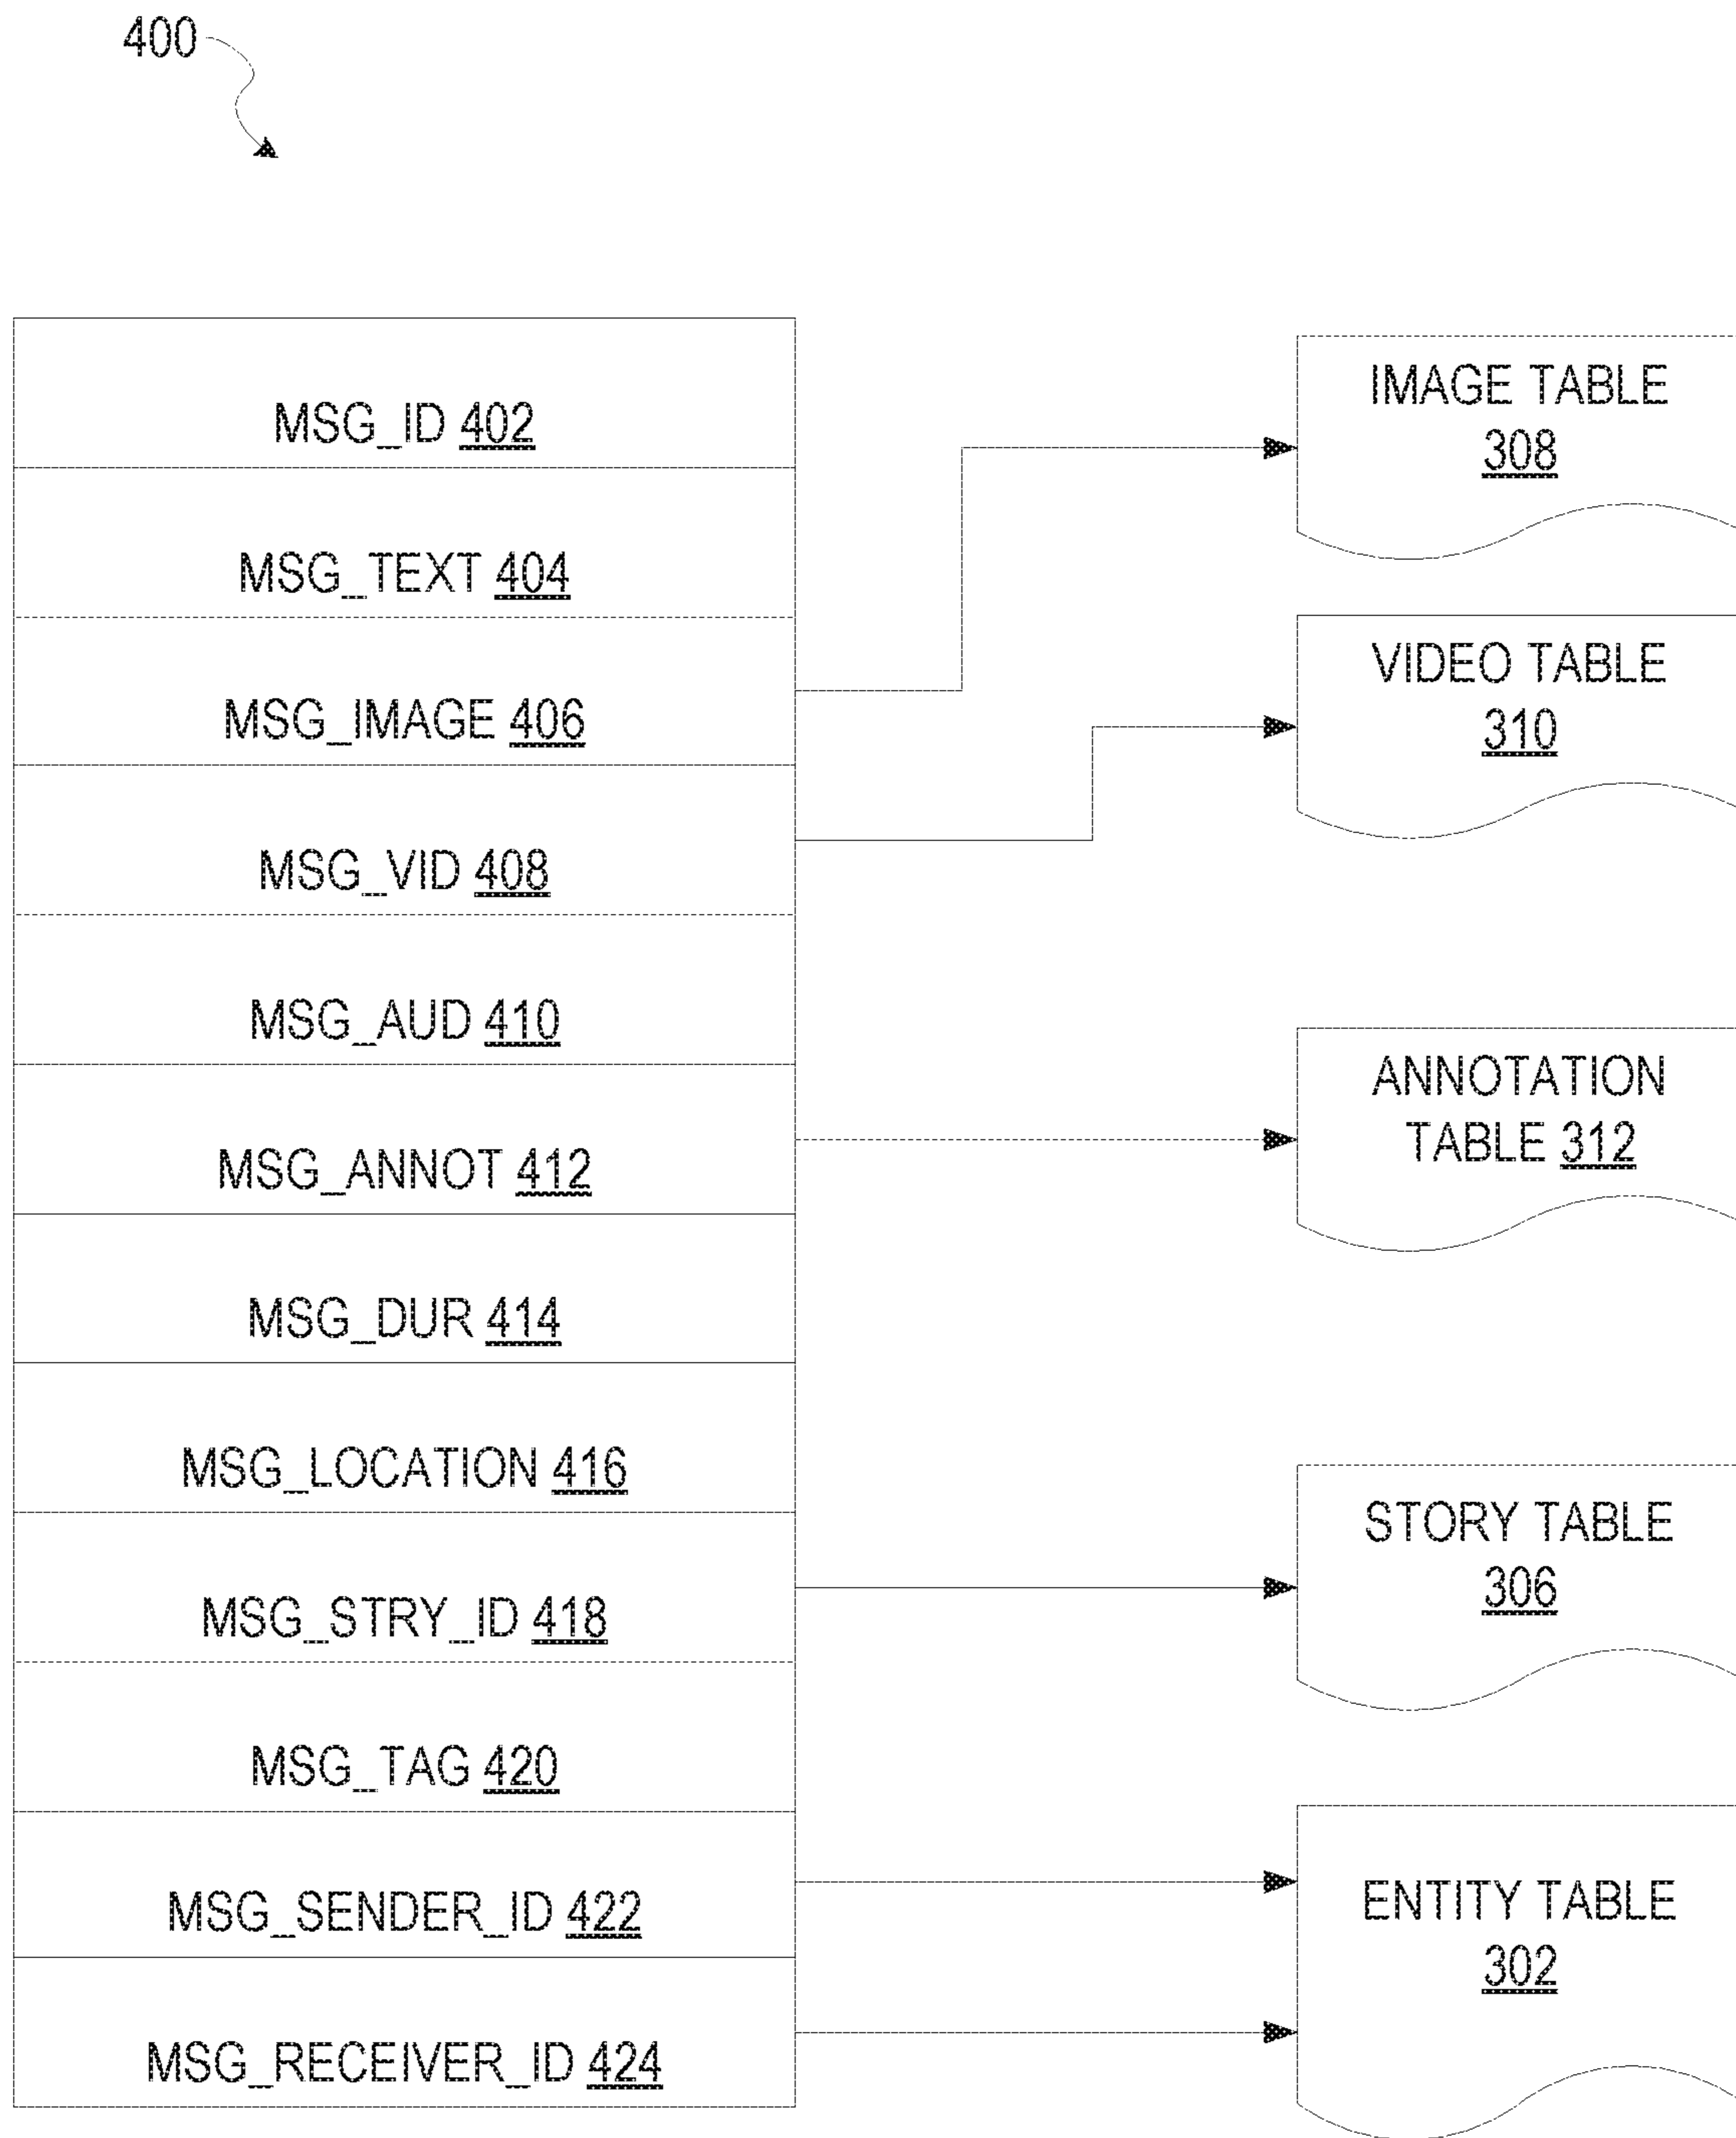 400
MSG_ID 402
MSG_TEXT 404
MSG_IMAGE 406
MSG_VID 408
MSG_AUD 410
MSG_ANNOT 412
MSG_DUR 414
MSG_LOCATION 416
MSG_STRY_ID 418
MSG_TAG 420
MSG_SENDER_ID 422
MSG_RECEIVER_ID 424
IMAGE TABLE
308
VIDEO TABLE
310
ANNOTATION
TABLE 312
STORY TABLE
306
ENTITY TABLE
302